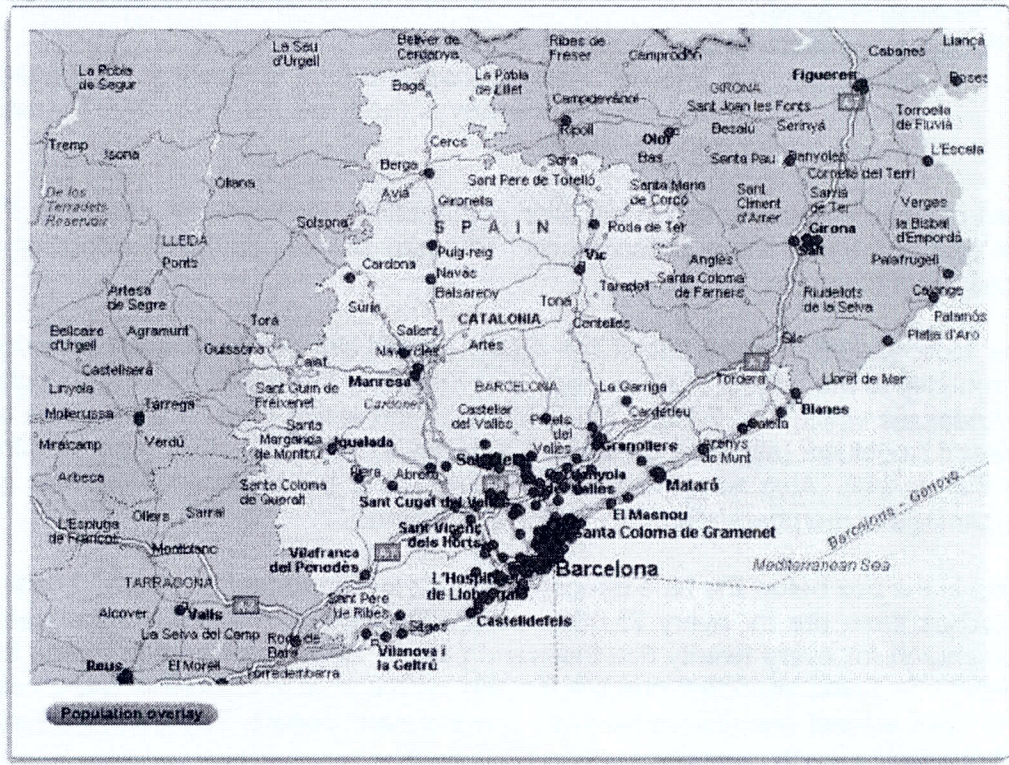 La Seu
d'Urgell
Bellver de
Cerdanya
Ribes de
Freser
Camprodon
Cabanes
Llançà
La Pobla
de Segur
Bagà
La Pobla
de Lillet
Figueres
Roses
GIRONA
Campdevànol
Sant Joan les Fonts
Torroella
de Fluvià
Ripoll
Olot
Besalú
Serinyà
Tremp
Isona
Cercs
Sora
Bas
Santa Pau
Banyoles
L'Escala
Berga
Cornellà del Terri
Oliana
Avià
Sant Pere de Torelló
Santa Maria
de Corcó
Sant
Climent
d'Amer
Sarrià
de Ter
De los
Terradets
Reservoir
Gironella
Verges
Solsona
SPAIN
Roda de Ter
Girona
Salt
la Bisbal
d'Empordà
LLEIDA
Ponts
Puig-reig
Vic
Anglès
Palafrugell
Cardona
Navàs
Santa Coloma
de Farners
Artesa
de Segre
Balsareny
Taradell
Riudellots
de la Selva
Calonge
Súria
Tona
Palamós
Torà
CATALONIA
Centelles
Bellcaire
d'Urgell
Agramunt
Sallent
Platja d'Aro
Guissona
Calaf
Navarcles
Artés
Sils
Castellserà
Manresa
BARCELONA
La Garriga
Tordera
Lloret de Mar
Linyola
Sant Guim de
Freixenet
Cardoner
Mollerussa
Tàrrega
Castellar
del Vallès
Cardedeu
Blanes
Santa
Margarida
de Montbui
Calella
Miralcamp
Verdú
Igualada
Granollers
Arenys
de Munt
Piera
Abrera
Arbeca
Santa Coloma
de Queralt
Sant Cugat del Vallès
Mataró
L'Espluga
de Francolí
Ollers
Sarral
El Masnou
Sant Vicenç
dels Horts
Santa Coloma de Gramenet
Barcelona - Genova
Montblanc
Vilafranca
del Penedès
Barcelona
Mediterranean Sea
TARRAGONA
L'Hospitalet
de Llobregat
Alcover
Valls
Sant Pere
de Ribes
Castelldefels
La Selva del Camp
Roda de
Barà
Sitges
Vilanova i
la Geltrú
Reus
El Morell
Torredembarra
Population overlay